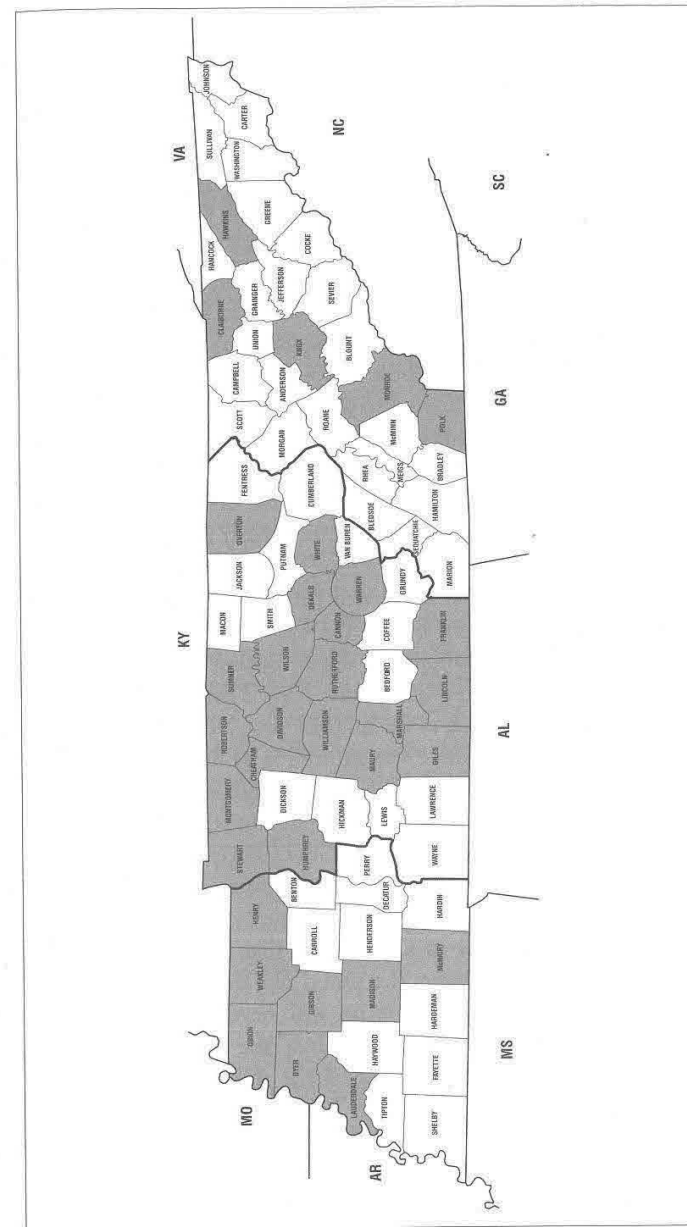 VA
NC
SC
KY
GA
AL
MS
MO
AR
JOHNSON
CARTER
SULLIVAN
WASHINGTON
HAWKINS
GREENE
HANCOCK
COCKE
JEFFERSON
GRAINGER
CLAIBORNE
SEVIER
UNION
KNOX
BLOUNT
CAMPBELL
ANDERSON
MONROE
SCOTT
ROANE
McMINN
POLK
MORGAN
RHEA
MEIGS
BRADLEY
FENTRESS
CUMBERLAND
BLEDSOE
HAMILTON
OVERTON
PUTNAM
WHITE
VAN BUREN
SEQUATCHIE
JACKSON
DEKALB
WARREN
GRUNDY
MARION
MACON
SMITH
CANNON
COFFEE
FRANKLIN
SUMNER
WILSON
RUTHERFORD
BEDFORD
LINCOLN
ROBERTSON
DAVIDSON
WILLIAMSON
MARSHALL
CHEATHAM
MAURY
GILES
MONTGOMERY
DICKSON
HICKMAN
LEWIS
LAWRENCE
STEWART
HUMPHREY
PERRY
WAYNE
BENTON
DECATUR
HENRY
CARROLL
HENDERSON
HARDIN
WEAKLEY
GIBSON
MADISON
McNAIRY
OBION
DYER
HAYWOOD
HARDEMAN
LAUDERDALE
TIPTON
FAYETTE
SHELBY